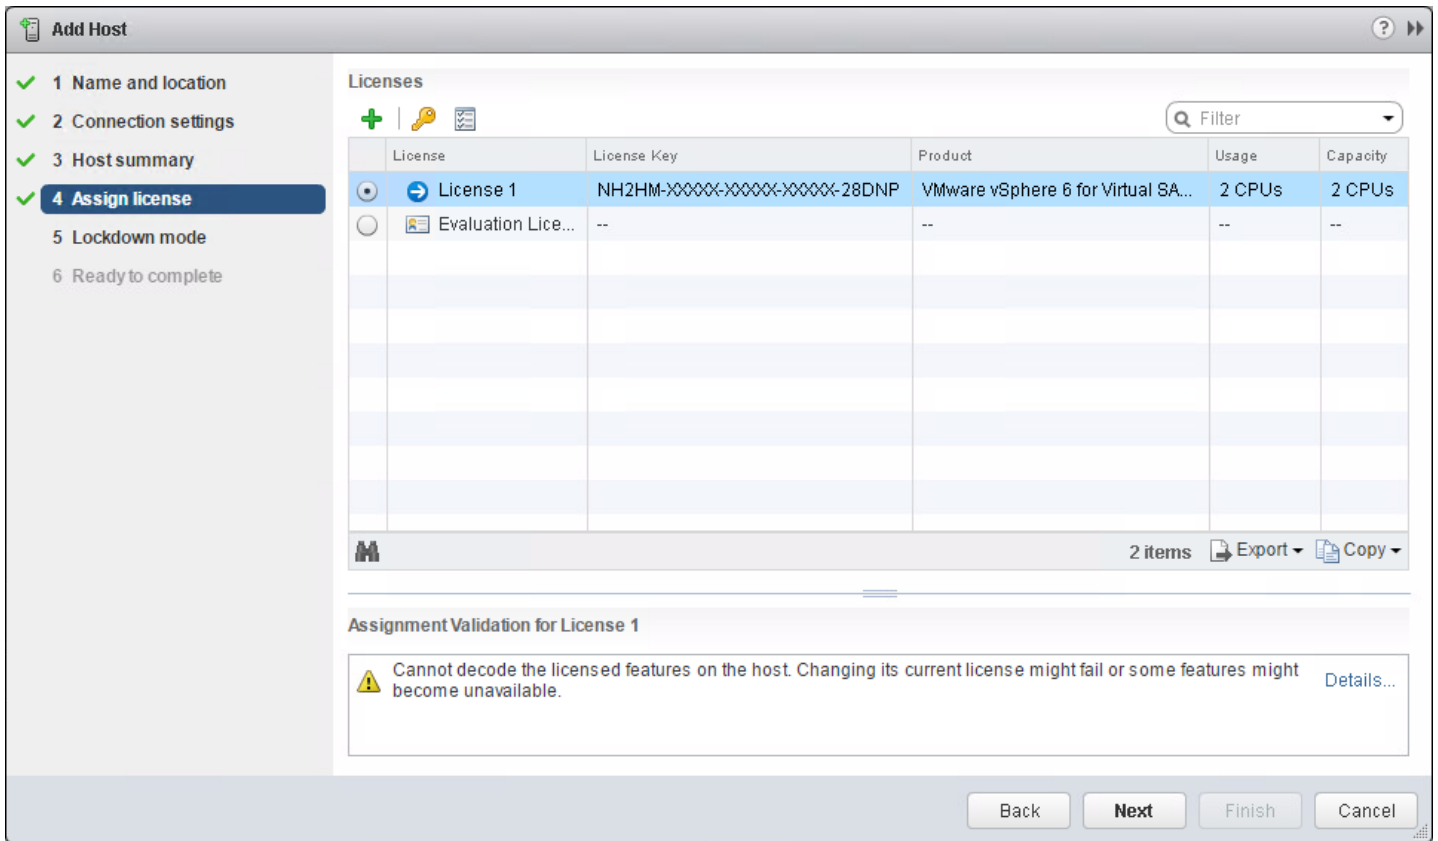 Add Host
?
1 Name and location
2 Connection settings
3 Host summary
4 Assign license
5 Lockdown mode
6 Ready to complete
Licenses
Filter
License License Key Product Usage Capacity
License 1 NH2HM-XXXXX-XXXXX-XXXXX-28DNP VMware vSphere 6 for Virtual SA... 2 CPUs 2 CPUs
Evaluation Lice... -- -- -- --
2 items Export Copy
Assignment Validation for License 1
Cannot decode the licensed features on the host. Changing its current license might fail or some features might
become unavailable.
Details...
Back Next Finish Cancel